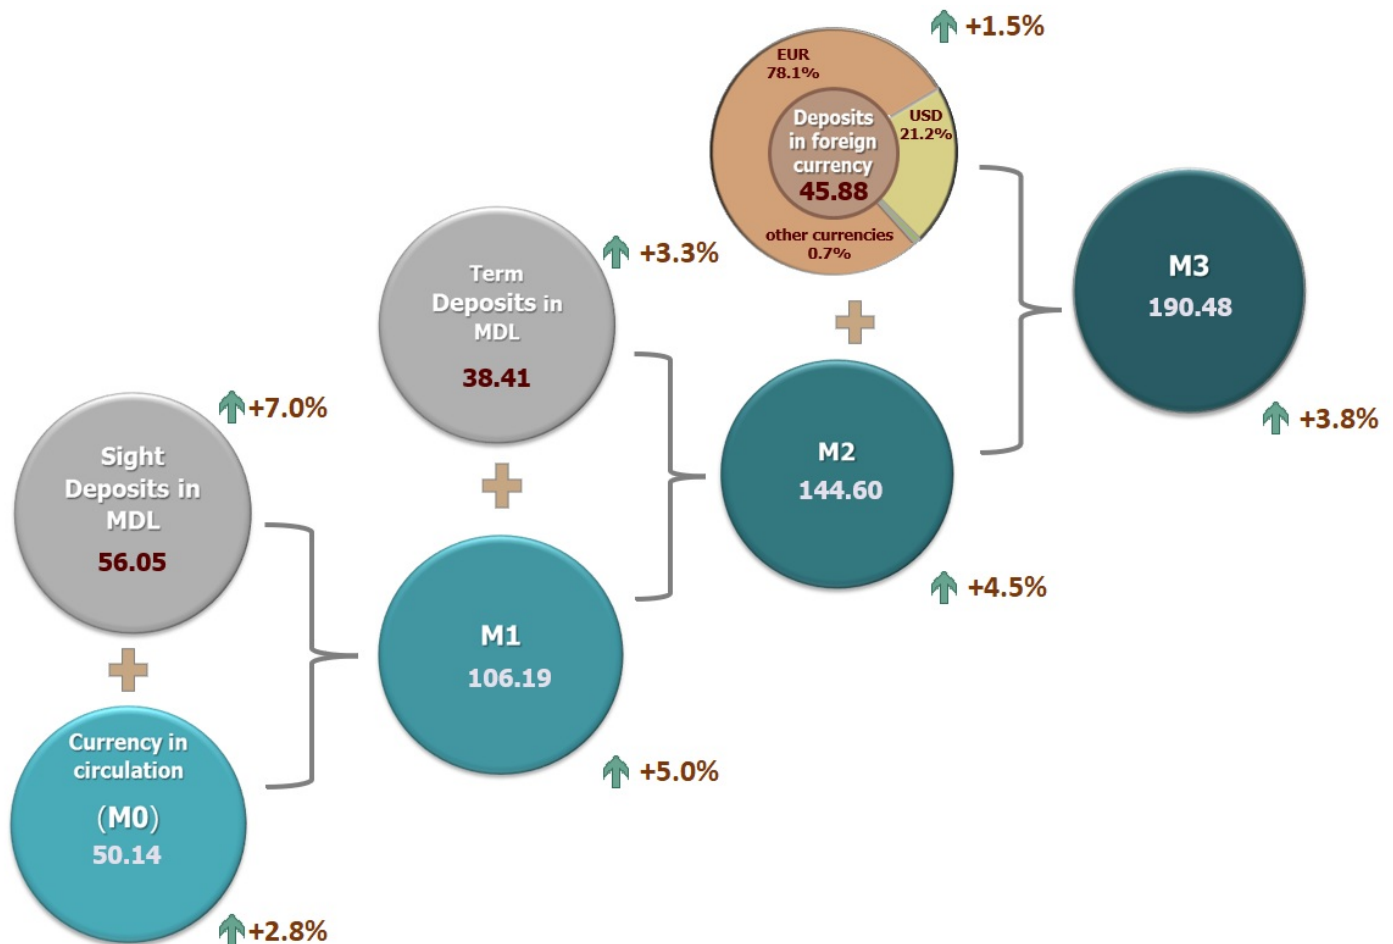 +1.5%
EUR
78.1%
USD
21.2%
Deposits
in foreign
currency
45.88
other currencies
0.7%
Term
Deposits in
MDL
38.41
+3.3%
M3
190.48
+3.8%
Sight
Deposits in
MDL
56.05
+7.0%
M2
144.60
+4.5%
M1
106.19
+5.0%
Currency in
circulation
(M0)
50.14
+2.8%